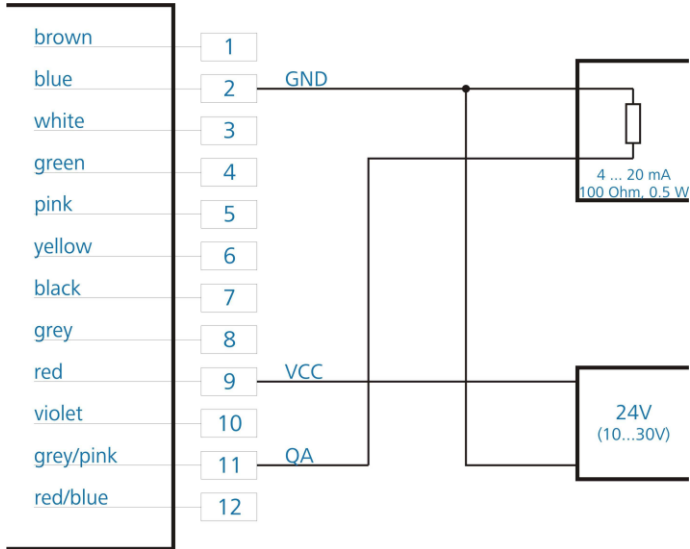 brown 1
blue 2 GND
white 3
green 4
4 ... 20 mA
100 Ohm, 0.5 W
pink 5
yellow 6
black 7
grey 8
red 9 VCC
violet 10
24V
(10...30V)
grey/pink 11 QA
red/blue 12